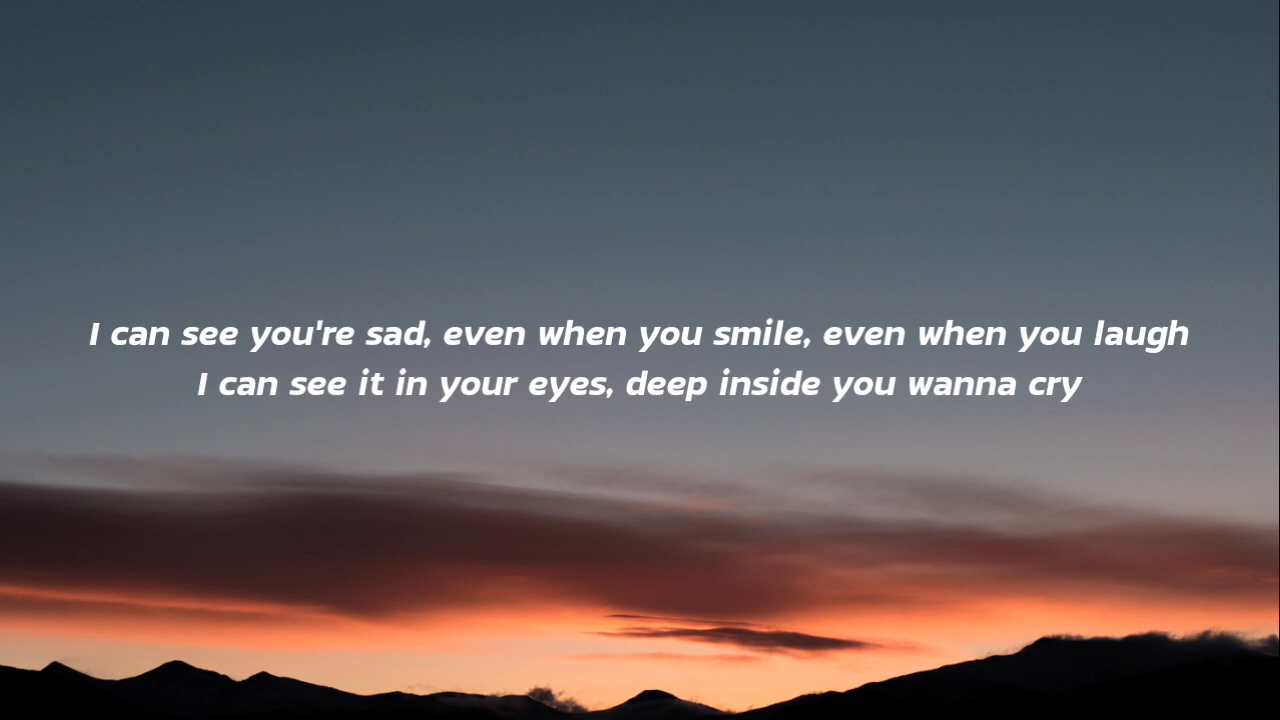 I can see you're sad, even when you smile, even when you laugh
I can see it in your eyes, deep inside you wanna cry